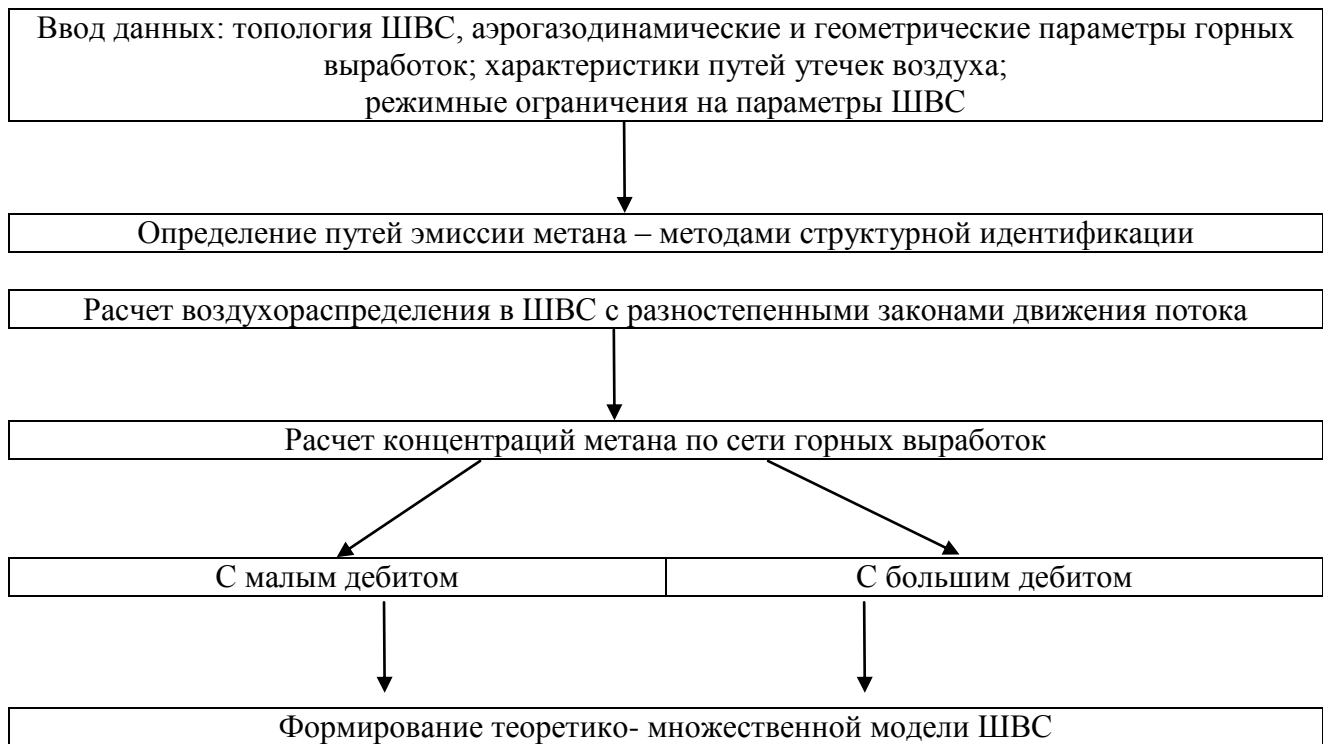 Ввод данных: топология ШВС, аэрогазодинамические и геометрические параметры горных
выработок; характеристики путей утечек воздуха;
режимные ограничения на параметры ШВС
Определение путей эмиссии метана – методами структурной идентификации
Расчет воздухораспределения в ШВС с разностепенными законами движения потока
Расчет концентраций метана по сети горных выработок
С малым дебитом
С большим дебитом
Формирование теоретико- множественной модели ШВС